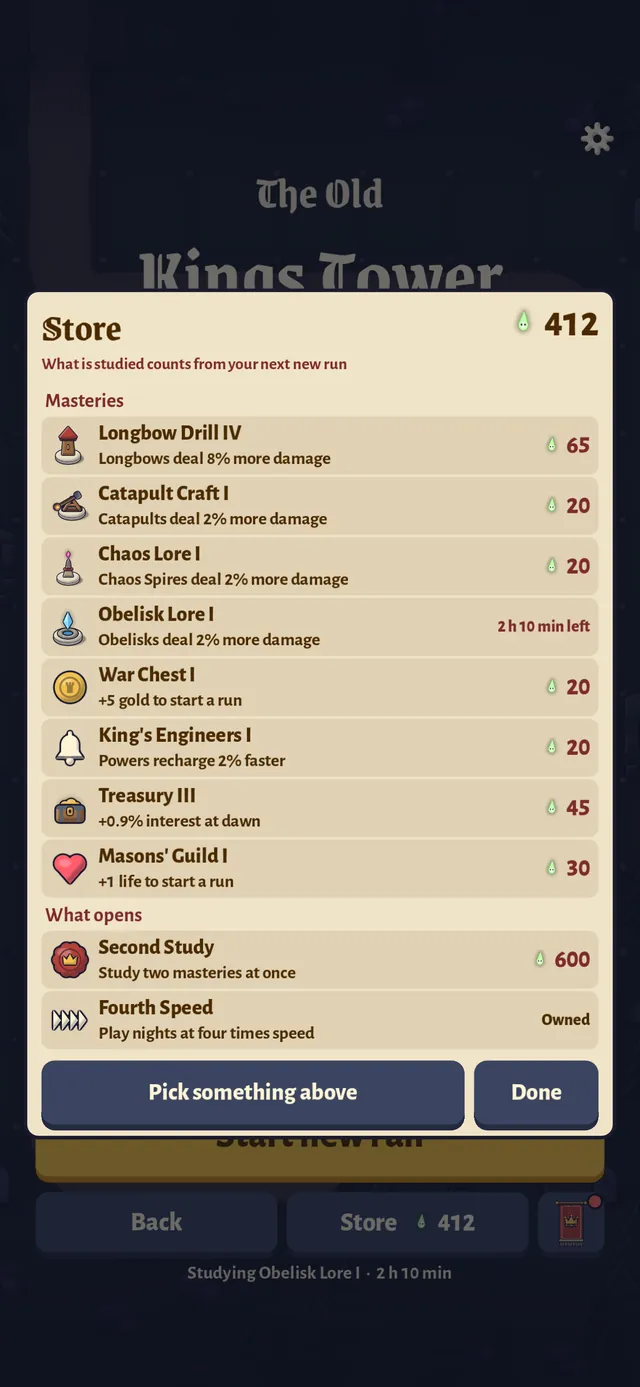 The Old
Kings Tower
Store
412
What is studied counts from your next new run
Masteries
Longbow Drill IV
Longbows deal 8% more damage
65
Catapult Craft I
Catapults deal 2% more damage
20
Chaos Lore I
Chaos Spires deal 2% more damage
20
Obelisk Lore I
Obelisks deal 2% more damage
2 h 10 min left
War Chest I
+5 gold to start a run
20
King's Engineers I
Powers recharge 2% faster
20
Treasury III
+0.9% interest at dawn
45
Masons' Guild I
+1 life to start a run
30
What opens
Second Study
Study two masteries at once
600
Fourth Speed
Play nights at four times speed
Owned
Pick something above
Done
Start new run
Back
Store 412
Studying Obelisk Lore I · 2 h 10 min